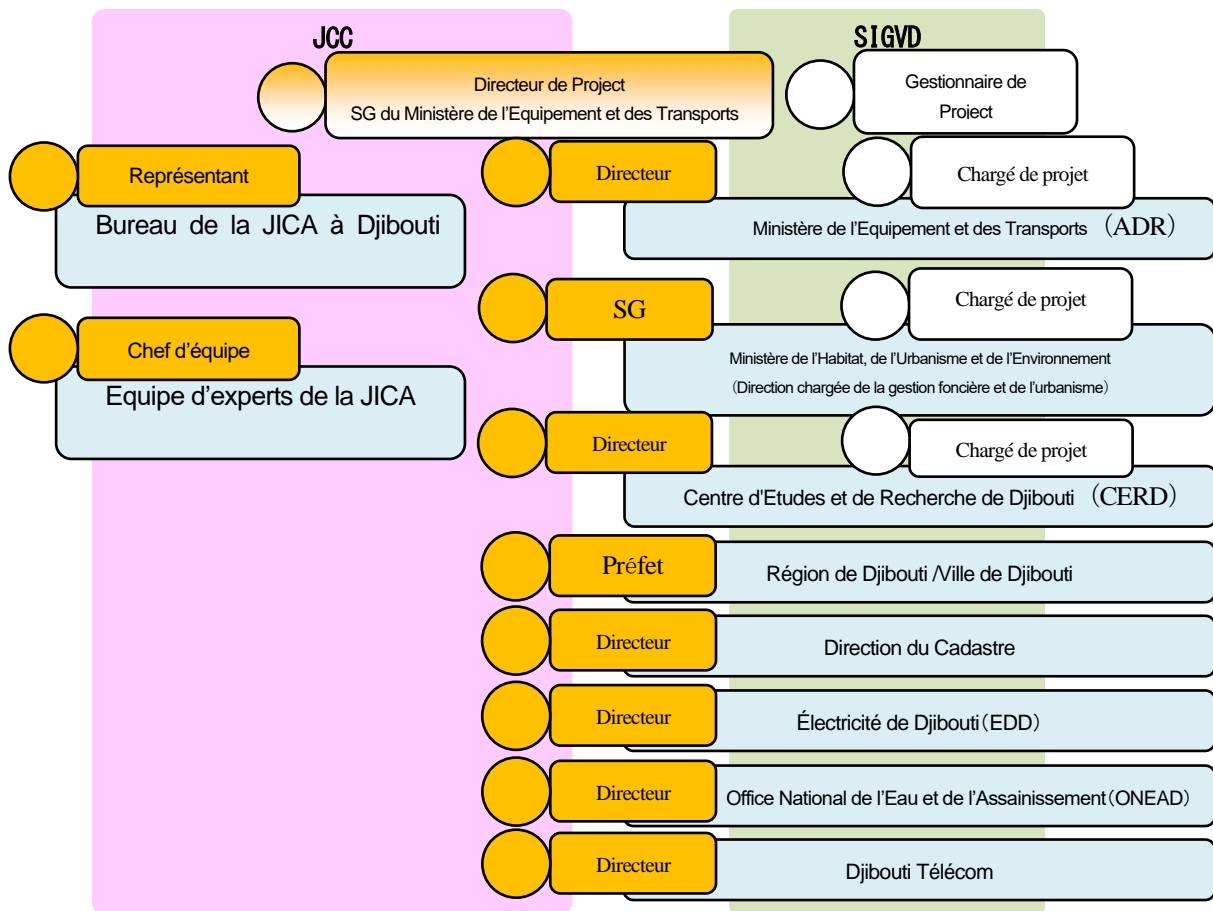 JCC
SIGVD
Directeur de Project
SG du Ministère de l'Equipement et des Transports
Gestionnaire de
Project
Représentant
Bureau de la JICA à Djibouti
Directeur
Chargé de projet
Ministère de l'Equipement et des Transports (ADR)
SG
Chargé de projet
Ministère de l'Habitat, de l'Urbanisme et de l'Environnement
(Direction chargée de la gestion foncière et de l'urbanisme)
Chef d'équipe
Equipe d'experts de la JICA
Directeur
Chargé de projet
Centre d'Etudes et de Recherche de Djibouti (CERD)
Préfet
Région de Djibouti /Ville de Djibouti
Directeur
Direction du Cadastre
Directeur
Électricité de Djibouti(EDD)
Directeur
Office National de l'Eau et de l'Assainissement(ONEAD)
Directeur
Djibouti Télécom